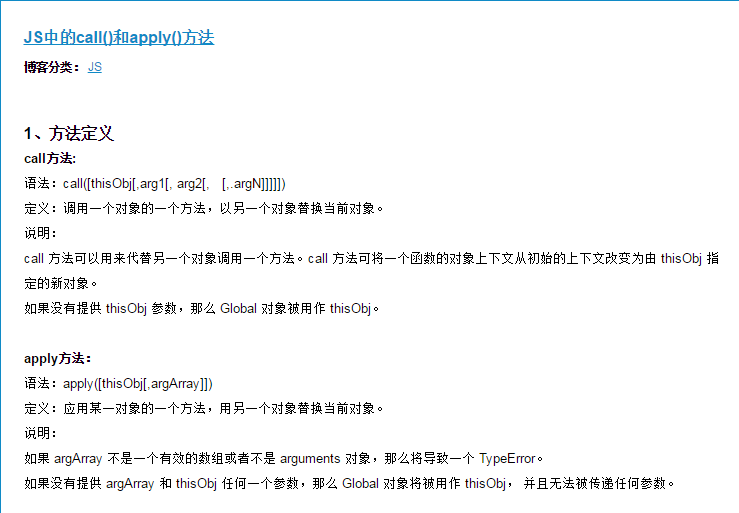 JS中的call()和apply()方法
博客分类： JS
1、方法定义
call方法:
语法：call([thisObj[,arg1[, arg2[,   [,.argN]]]]])
定义：调用一个对象的一个方法，以另一个对象替换当前对象。
说明：
call 方法可以用来代替另一个对象调用一个方法。call 方法可将一个函数的对象上下文从初始的上下文改变为由 thisObj 指
定的新对象。
如果没有提供 thisObj 参数，那么 Global 对象被用作 thisObj。
apply方法：
语法：apply([thisObj[,argArray]])
定义：应用某一对象的一个方法，用另一个对象替换当前对象。
说明：
如果 argArray 不是一个有效的数组或者不是 arguments 对象，那么将导致一个 TypeError。
如果没有提供 argArray 和 thisObj 任何一个参数，那么 Global 对象将被用作 thisObj， 并且无法被传递任何参数。